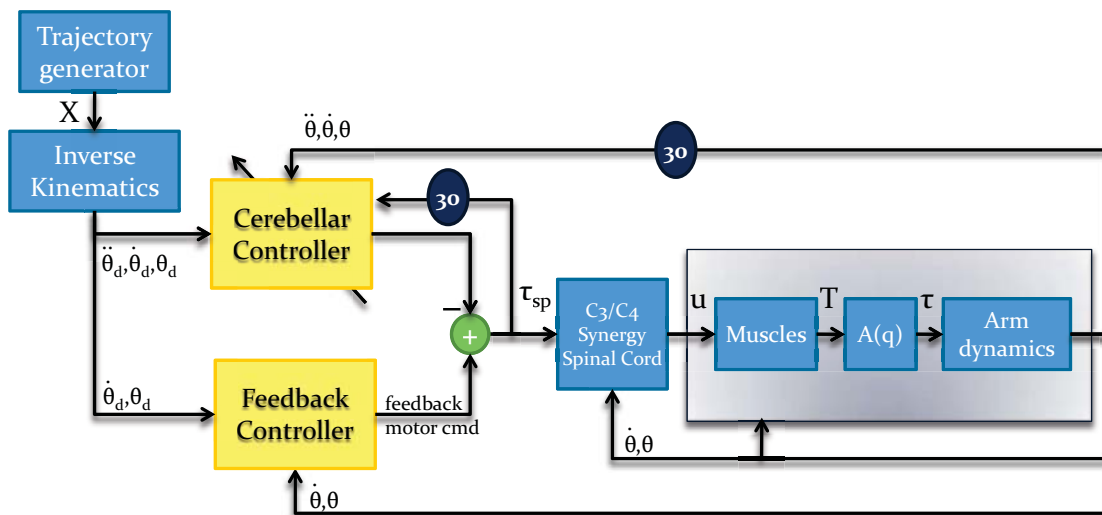 Trajectory
generator
X
Inverse
Kinematics
θ̈,θ̇,θ
30
30
Cerebellar
Controller
θ̈d,θ̇d,θd
−
+
τsp
C3/C4
Synergy
Spinal Cord
u
Muscles
T
A(q)
τ
Arm
dynamics
θ̇d,θd
Feedback
Controller
feedback
motor cmd
θ̇,θ
θ̇,θ